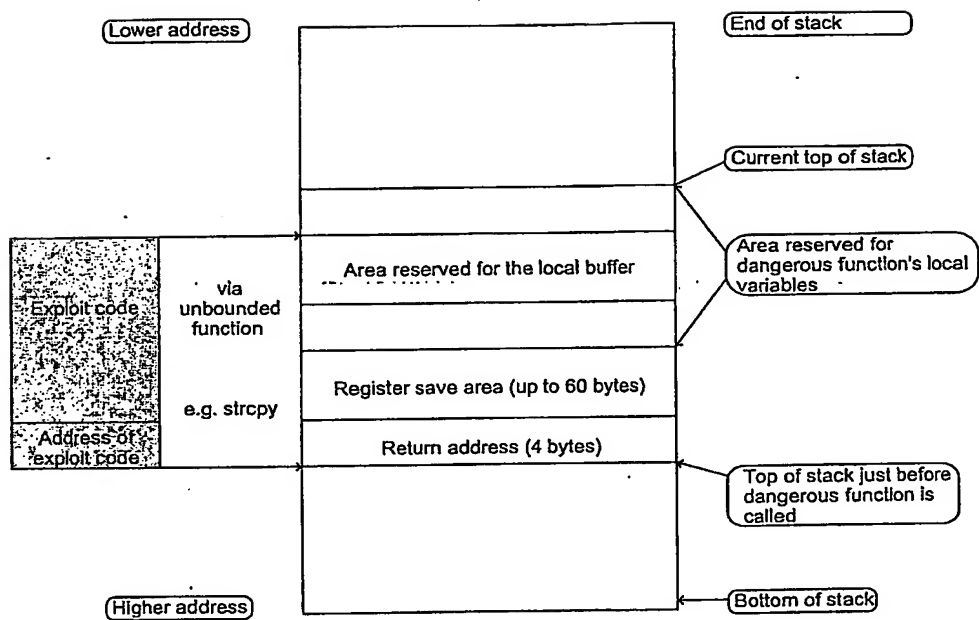 Lower address
End of stack
Current top of stack
Area reserved for the local buffer
Area reserved for
dangerous function's local
variables
Exploit code
via
unbounded
function
Register save area (up to 60 bytes)
e.g. strcpy
Address of
exploit code
Return address (4 bytes)
Top of stack just before
dangerous function is
called
Higher address
Bottom of stack